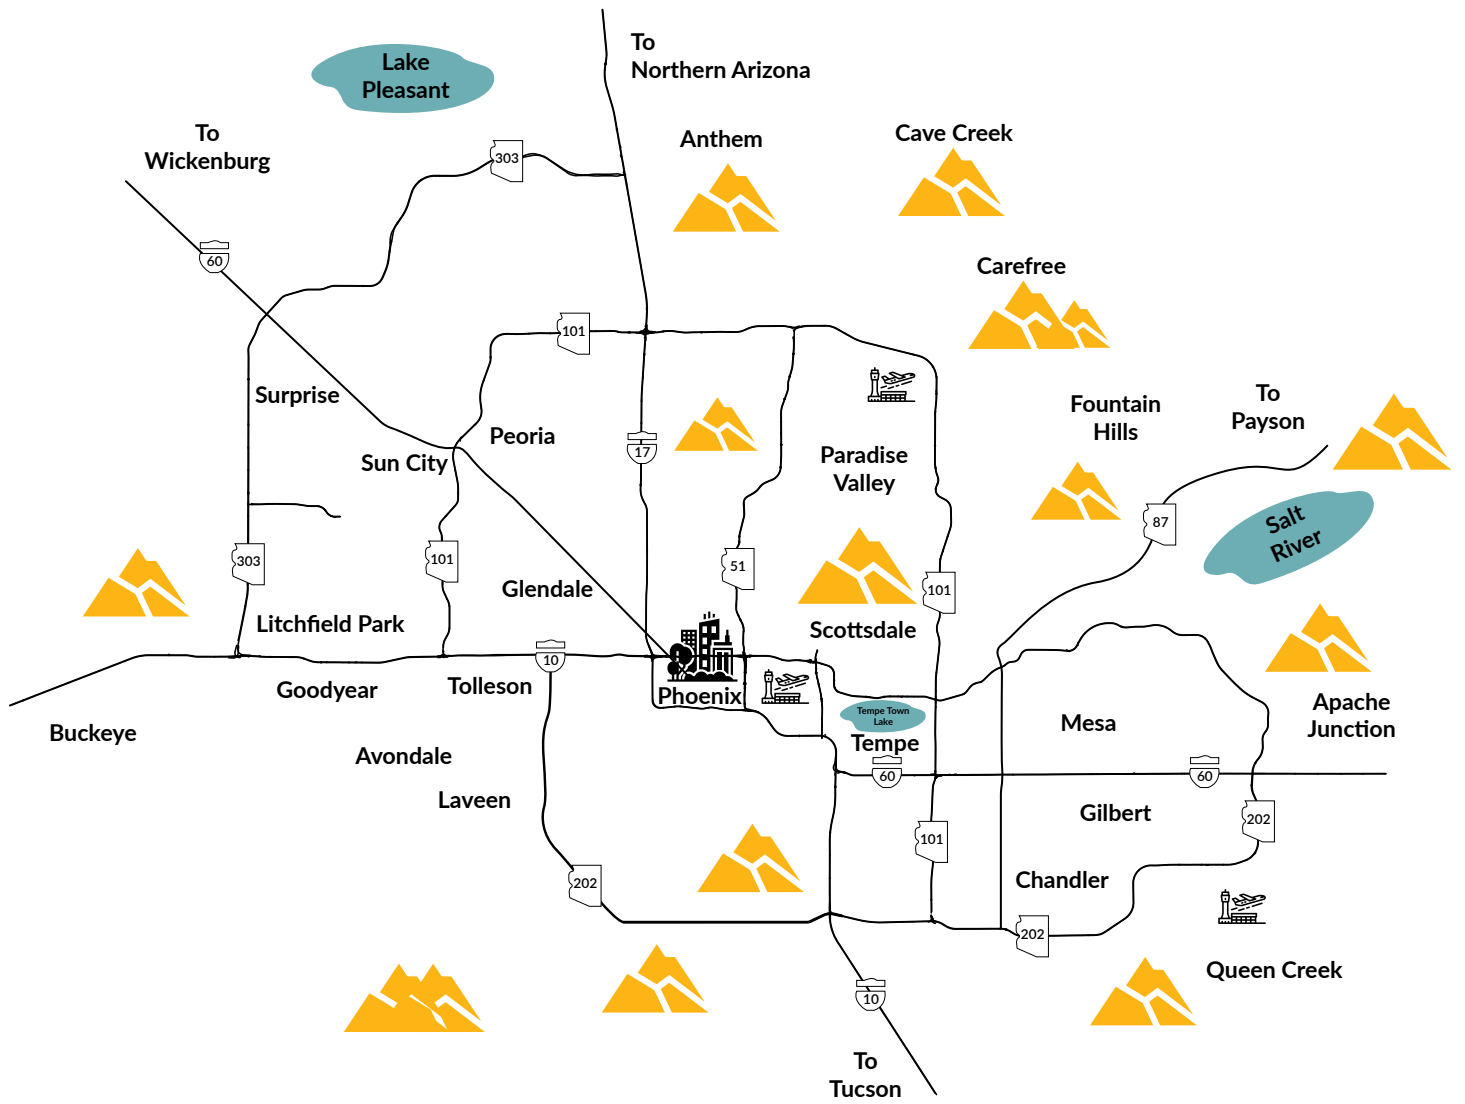 To
Northern Arizona
Lake
Pleasant
To
Wickenburg
Anthem
Cave Creek
303
60
Carefree
101
Surprise
Peoria
Sun City
17
Paradise
Valley
Fountain
Hills
To
Payson
87
Salt
River
303
101
Glendale
51
101
Litchfield Park
Scottsdale
10
Goodyear
Tolleson
Phoenix
Tempe Town
Lake
Tempe
Mesa
Apache
Junction
Buckeye
Avondale
60
60
Laveen
Gilbert
202
101
202
Chandler
202
Queen Creek
10
To
Tucson